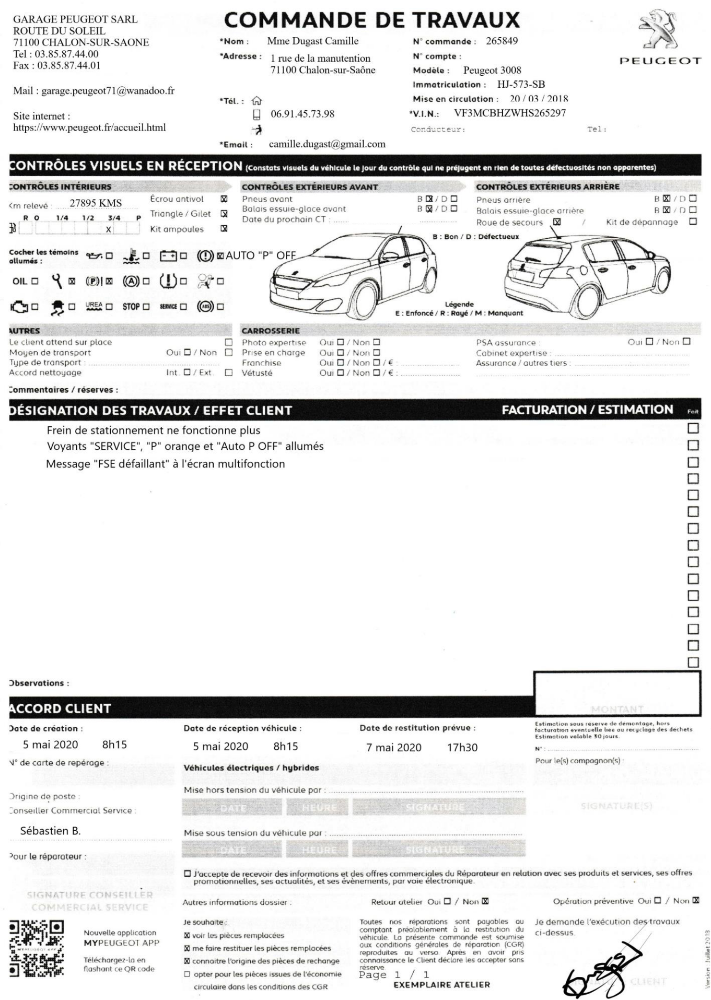 GARAGE PEUGEOT SARL
ROUTE DU SOLEIL
71100 CHALON-SUR-SAONE
Tel : 03.85.87.44.00
Fax : 03.85.87.44.01
Mail : garage.peugeot71@wanadoo.fr
Site internet :
https://www.peugeot.fr/accueil.html
COMMANDE DE TRAVAUX
*Nom : Mme Dugast Camille
*Adresse : 1 rue de la manutention
71100 Chalon-sur-Saône
*Tél. :
06.91.45.73.98
*Email : camille.dugast@gmail.com
N° commande : 265849
N° compte :
Modèle : Peugeot 3008
Immatriculation : HJ-573-SB
Mise en circulation : 20 / 03 / 2018
*V.I.N.: VF3MCBHZWHS265297
Conducteur: Tel:
PEUGEOT
CONTRÔLES VISUELS EN RÉCEPTION (Constats visuels du véhicule le jour du contrôle qui ne préjugent en rien de toutes défectuosités non apparentes)
CONTRÔLES INTÉRIEURS
Km relevé : 27895 KMS
R O 1/4 1/2 3/4 P
X
Écrou antivol
Triangle / Gilet
Kit ampoules
CONTRÔLES EXTÉRIEURS AVANT
Pneus avant B / D
Balais essuie-glace avant B / D
Date du prochain CT :
CONTRÔLES EXTÉRIEURS ARRIÈRE
Pneus arrière B / D
Balais essuie-glace arrière B / D
Roue de secours / Kit de dépannage
B : Bon / D : Défectueux
Cocher les témoins
allumés :
AUTO "P" OFF
OIL (P) (A)
UREA STOP SERVICE (ABS)
Légende
E : Enfoncé / R : Rayé / M : Manquant
AUTRES
Le client attend sur place
Moyen de transport Oui / Non
Type de transport :
Accord nettoyage Int. / Ext.
CARROSSERIE
Photo expertise Oui / Non
Prise en charge Oui / Non
Franchise Oui / Non / € :
Vétusté Oui / Non / € :
PSA assurance : Oui / Non
Cabinet expertise :
Assurance / autres tiers :
Commentaires / réserves :
DÉSIGNATION DES TRAVAUX / EFFET CLIENT FACTURATION / ESTIMATION Fait
Frein de stationnement ne fonctionne plus
Voyants "SERVICE", "P" orange et "Auto P OFF" allumés
Message "FSE défaillant" à l'écran multifonction
Observations :
MONTANT
ACCORD CLIENT
Date de création :
5 mai 2020 8h15
Date de réception véhicule :
5 mai 2020 8h15
Date de restitution prévue :
7 mai 2020 17h30
Estimation sous réserve de démontage, hors
facturation éventuelle liée au recyclage des déchets
Estimation valable 30 jours.
N° :
Pour le(s) compagnon(s) :
SIGNATURE(S)
N° de carte de repérage :
Origine de poste :
Conseiller Commercial Service :
Sébastien B.
Pour le réparateur :
SIGNATURE CONSEILLER
COMMERCIAL SERVICE
Véhicules électriques / hybrides
Mise hors tension du véhicule par :
DATE HEURE SIGNATURE
Mise sous tension du véhicule par :
DATE HEURE SIGNATURE
J'accepte de recevoir des informations et des offres commerciales du Réparateur en relation avec ses produits et services, ses offres
promotionnelles, ses actualités, et ses évènements, par voie électronique.
Autres informations dossier : Retour atelier Oui / Non Opération préventive Oui / Non
MYPEUGEOT APP
Nouvelle application
MYPEUGEOT APP
Téléchargez-la en
flashant ce QR code
Je souhaite :
voir les pièces remplacées
me faire restituer les pièces remplacées
connaitre l'origine des pièces de rechange
opter pour les pièces issues de l'économie
circulaire dans les conditions des CGR
Toutes nos réparations sont payables au
comptant préalablement à la restitution du
véhicule. La présente commande est soumise
aux conditions générales de réparation (CGR)
reproduites au verso. Après en avoir pris
connaissance le Client déclare les accepter sans
réserve.
Page 1 / 1
EXEMPLAIRE ATELIER
Je demande l'exécution des travaux
ci-dessus.
CLIENT
Version : Juillet 2018